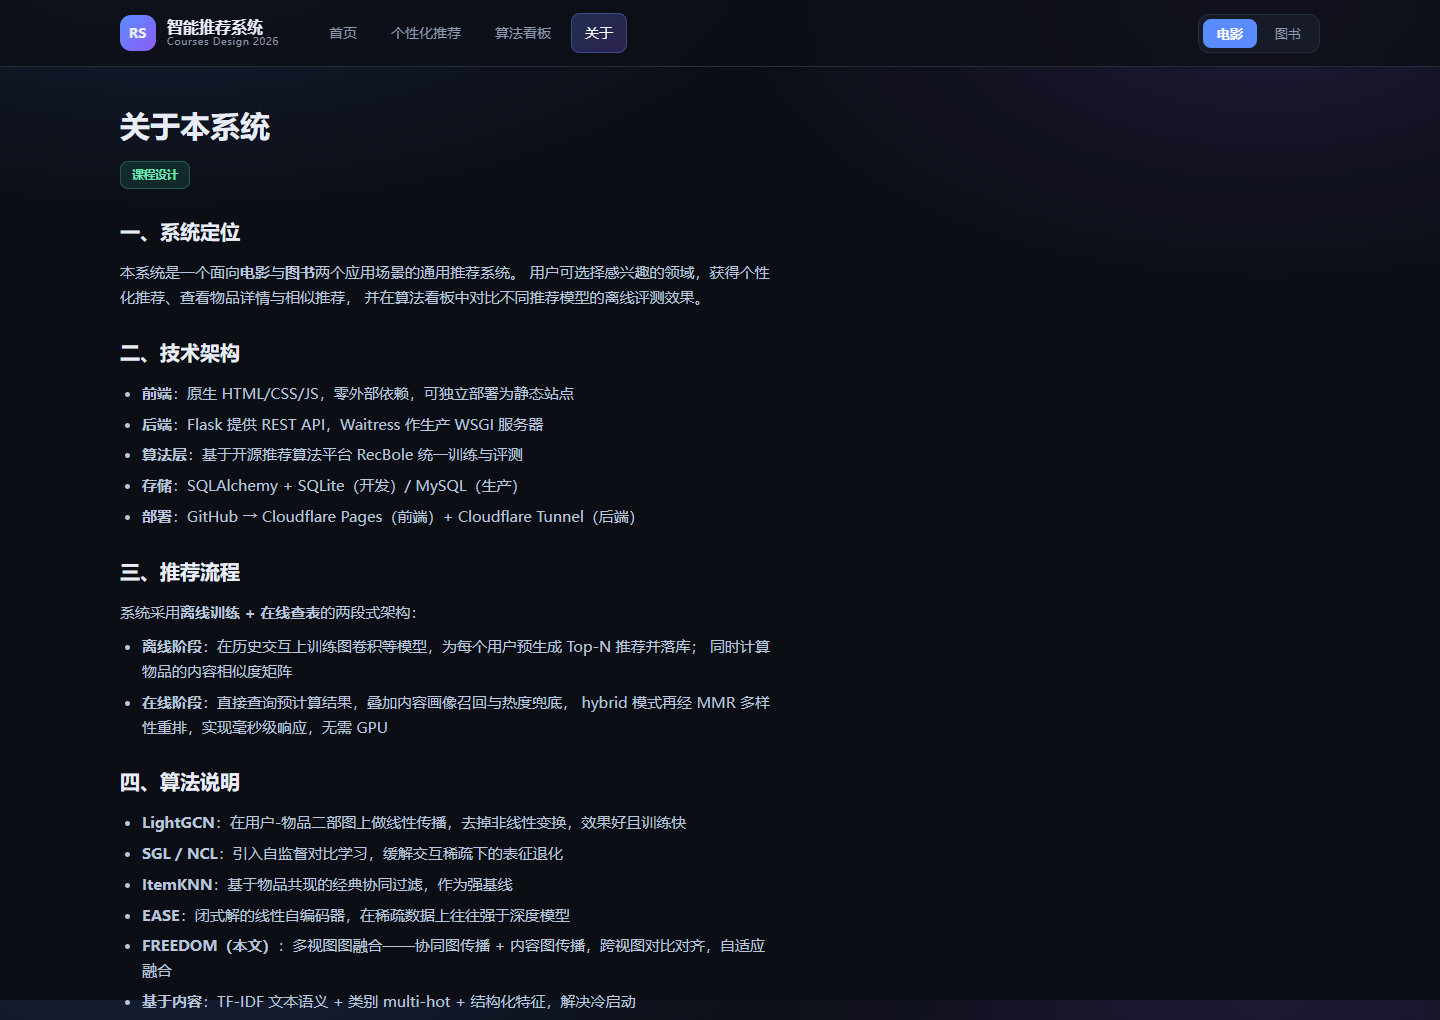 RS
智能推荐系统
Courses Design 2026
首页
个性化推荐
算法看板
关于
电影
图书
关于本系统
课程设计
一、系统定位
本系统是一个面向电影与图书两个应用场景的通用推荐系统。 用户可选择感兴趣的领域，获得个性
化推荐、查看物品详情与相似推荐， 并在算法看板中对比不同推荐模型的离线评测效果。
二、技术架构
• 前端：原生 HTML/CSS/JS，零外部依赖，可独立部署为静态站点
• 后端：Flask 提供 REST API，Waitress 作生产 WSGI 服务器
• 算法层：基于开源推荐算法平台 RecBole 统一训练与评测
• 存储：SQLAlchemy + SQLite（开发）/ MySQL（生产）
• 部署：GitHub → Cloudflare Pages（前端）+ Cloudflare Tunnel（后端）
三、推荐流程
系统采用离线训练 + 在线查表的两段式架构：
• 离线阶段：在历史交互上训练图卷积等模型，为每个用户预生成 Top-N 推荐并落库； 同时计算
物品的内容相似度矩阵
• 在线阶段：直接查询预计算结果，叠加内容画像召回与热度兜底， hybrid 模式再经 MMR 多样
性重排，实现毫秒级响应，无需 GPU
四、算法说明
• LightGCN：在用户-物品二部图上做线性传播，去掉非线性变换，效果好且训练快
• SGL / NCL：引入自监督对比学习，缓解交互稀疏下的表征退化
• ItemKNN：基于物品共现的经典协同过滤，作为强基线
• EASE：闭式解的线性自编码器，在稀疏数据上往往强于深度模型
• FREEDOM（本文）：多视图图融合——协同图传播 + 内容图传播，跨视图对比对齐，自适应
融合
• 基于内容：TF-IDF 文本语义 + 类别 multi-hot + 结构化特征，解决冷启动